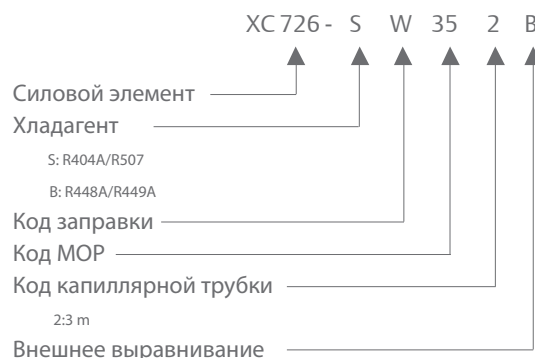 XC 726 - S W 35 2 B
Силовой элемент
Хладагент
S: R404A/R507
B: R448A/R449A
Код заправки
Код MOP
Код капиллярной трубки
2:3 m
Внешнее выравнивание